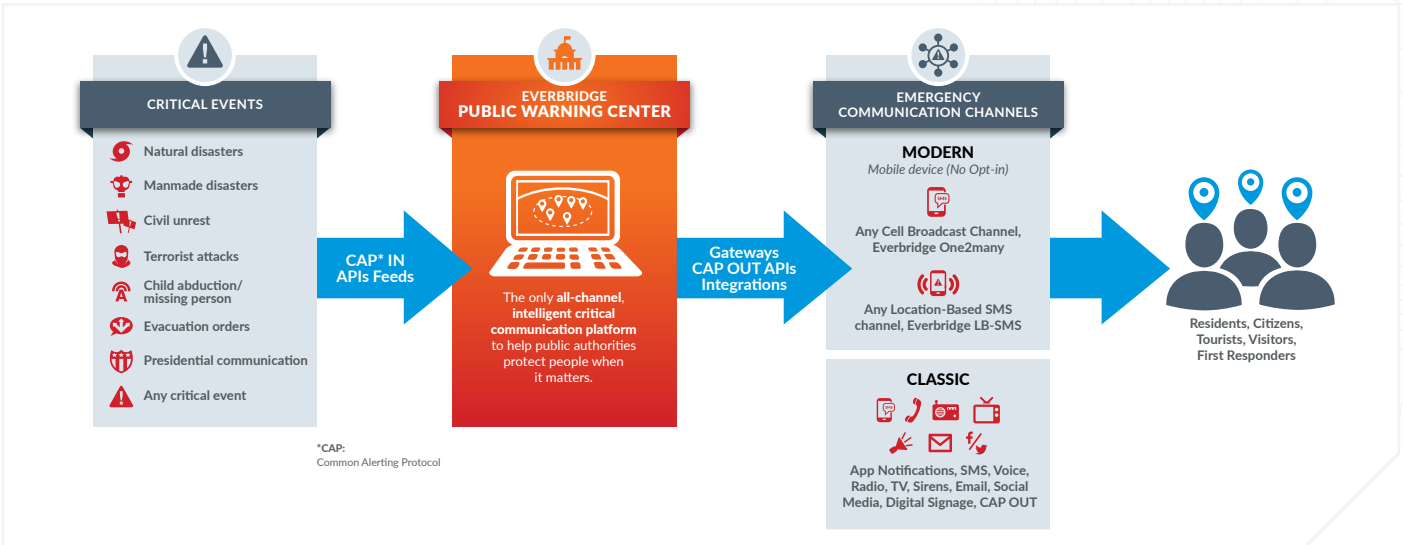 CRITICAL EVENTS
Natural disasters
Manmade disasters
Civil unrest
Terrorist attacks
Child abduction/
missing person
Evacuation orders
Presidential communication
Any critical event
CAP* IN
APIs Feeds
*CAP:
Common Alerting Protocol
EVERBRIDGE
PUBLIC WARNING CENTER
The only all-channel,
intelligent critical
communication platform
to help public authorities
protect people when
it matters.
Gateways
CAP OUT APIs
Integrations
EMERGENCY
COMMUNICATION CHANNELS
MODERN
Mobile device (No Opt-in)
SMS
Any Cell Broadcast Channel,
Everbridge One2many
Any Location-Based SMS
channel, Everbridge LB-SMS
CLASSIC
SMS
App Notifications, SMS, Voice,
Radio, TV, Sirens, Email, Social
Media, Digital Signage, CAP OUT
Residents, Citizens,
Tourists, Visitors,
First Responders